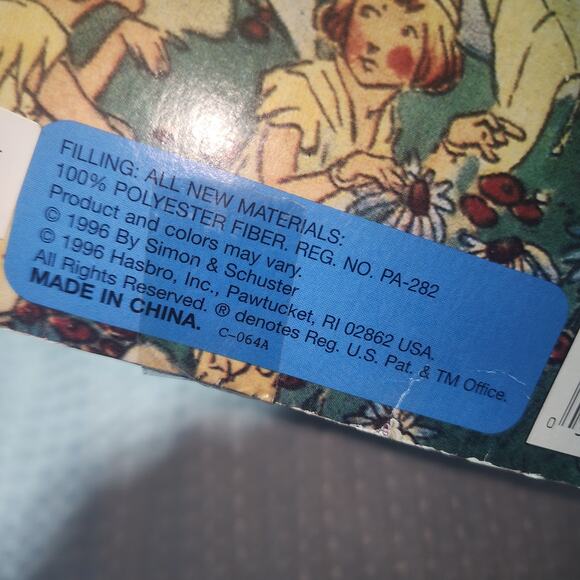 FILLING: ALL NEW MATERIALS:
100% POLYESTER FIBER. REG. NO. PA-282
Product and colors may vary.
© 1996 By Simon & Schuster
© 1996 Hasbro, Inc., Pawtucket, RI 02862 USA.
All Rights Reserved. ® denotes Reg. U.S. Pat. & TM Office.
MADE IN CHINA. C-064A
0